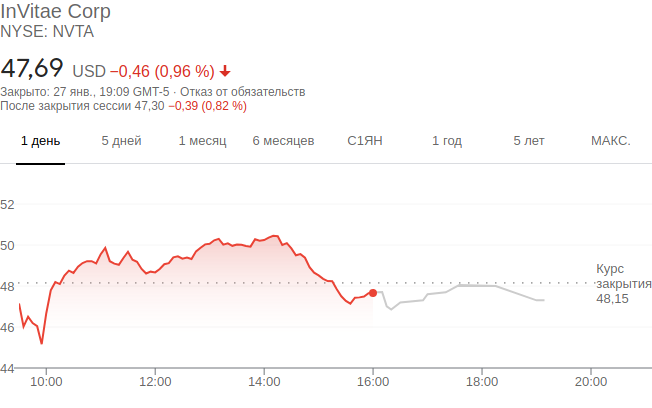 InVitae Corp
NYSE: NVTA
47,69 USD −0,46 (0,96 %)
Закрыто: 27 янв., 19:09 GMT-5 · Отказ от обязательств
После закрытия сессии 47,30 −0,39 (0,82 %)
1 день 5 дней 1 месяц 6 месяцев С1ЯН 1 год 5 лет МАКС.
52
50
48
46
44
Курс
закрытия
48,15
10:00 12:00 14:00 16:00 18:00 20:00